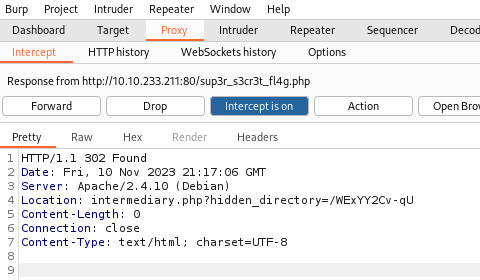 Burp Project Intruder Repeater Window Help
Dashboard Target Proxy Intruder Repeater Sequencer Decod
Intercept HTTP history WebSockets history Options
Response from http://10.10.233.211:80/sup3r_s3cr3t_fl4g.php
Forward Drop Intercept is on Action Open Brow
Pretty Raw Hex Render Headers
1 HTTP/1.1 302 Found
2 Date: Fri, 10 Nov 2023 21:17:06 GMT
3 Server: Apache/2.4.10 (Debian)
4 Location: intermediary.php?hidden_directory=/WExYY2Cv-qU
5 Content-Length: 0
6 Connection: close
7 Content-Type: text/html; charset=UTF-8
8
9